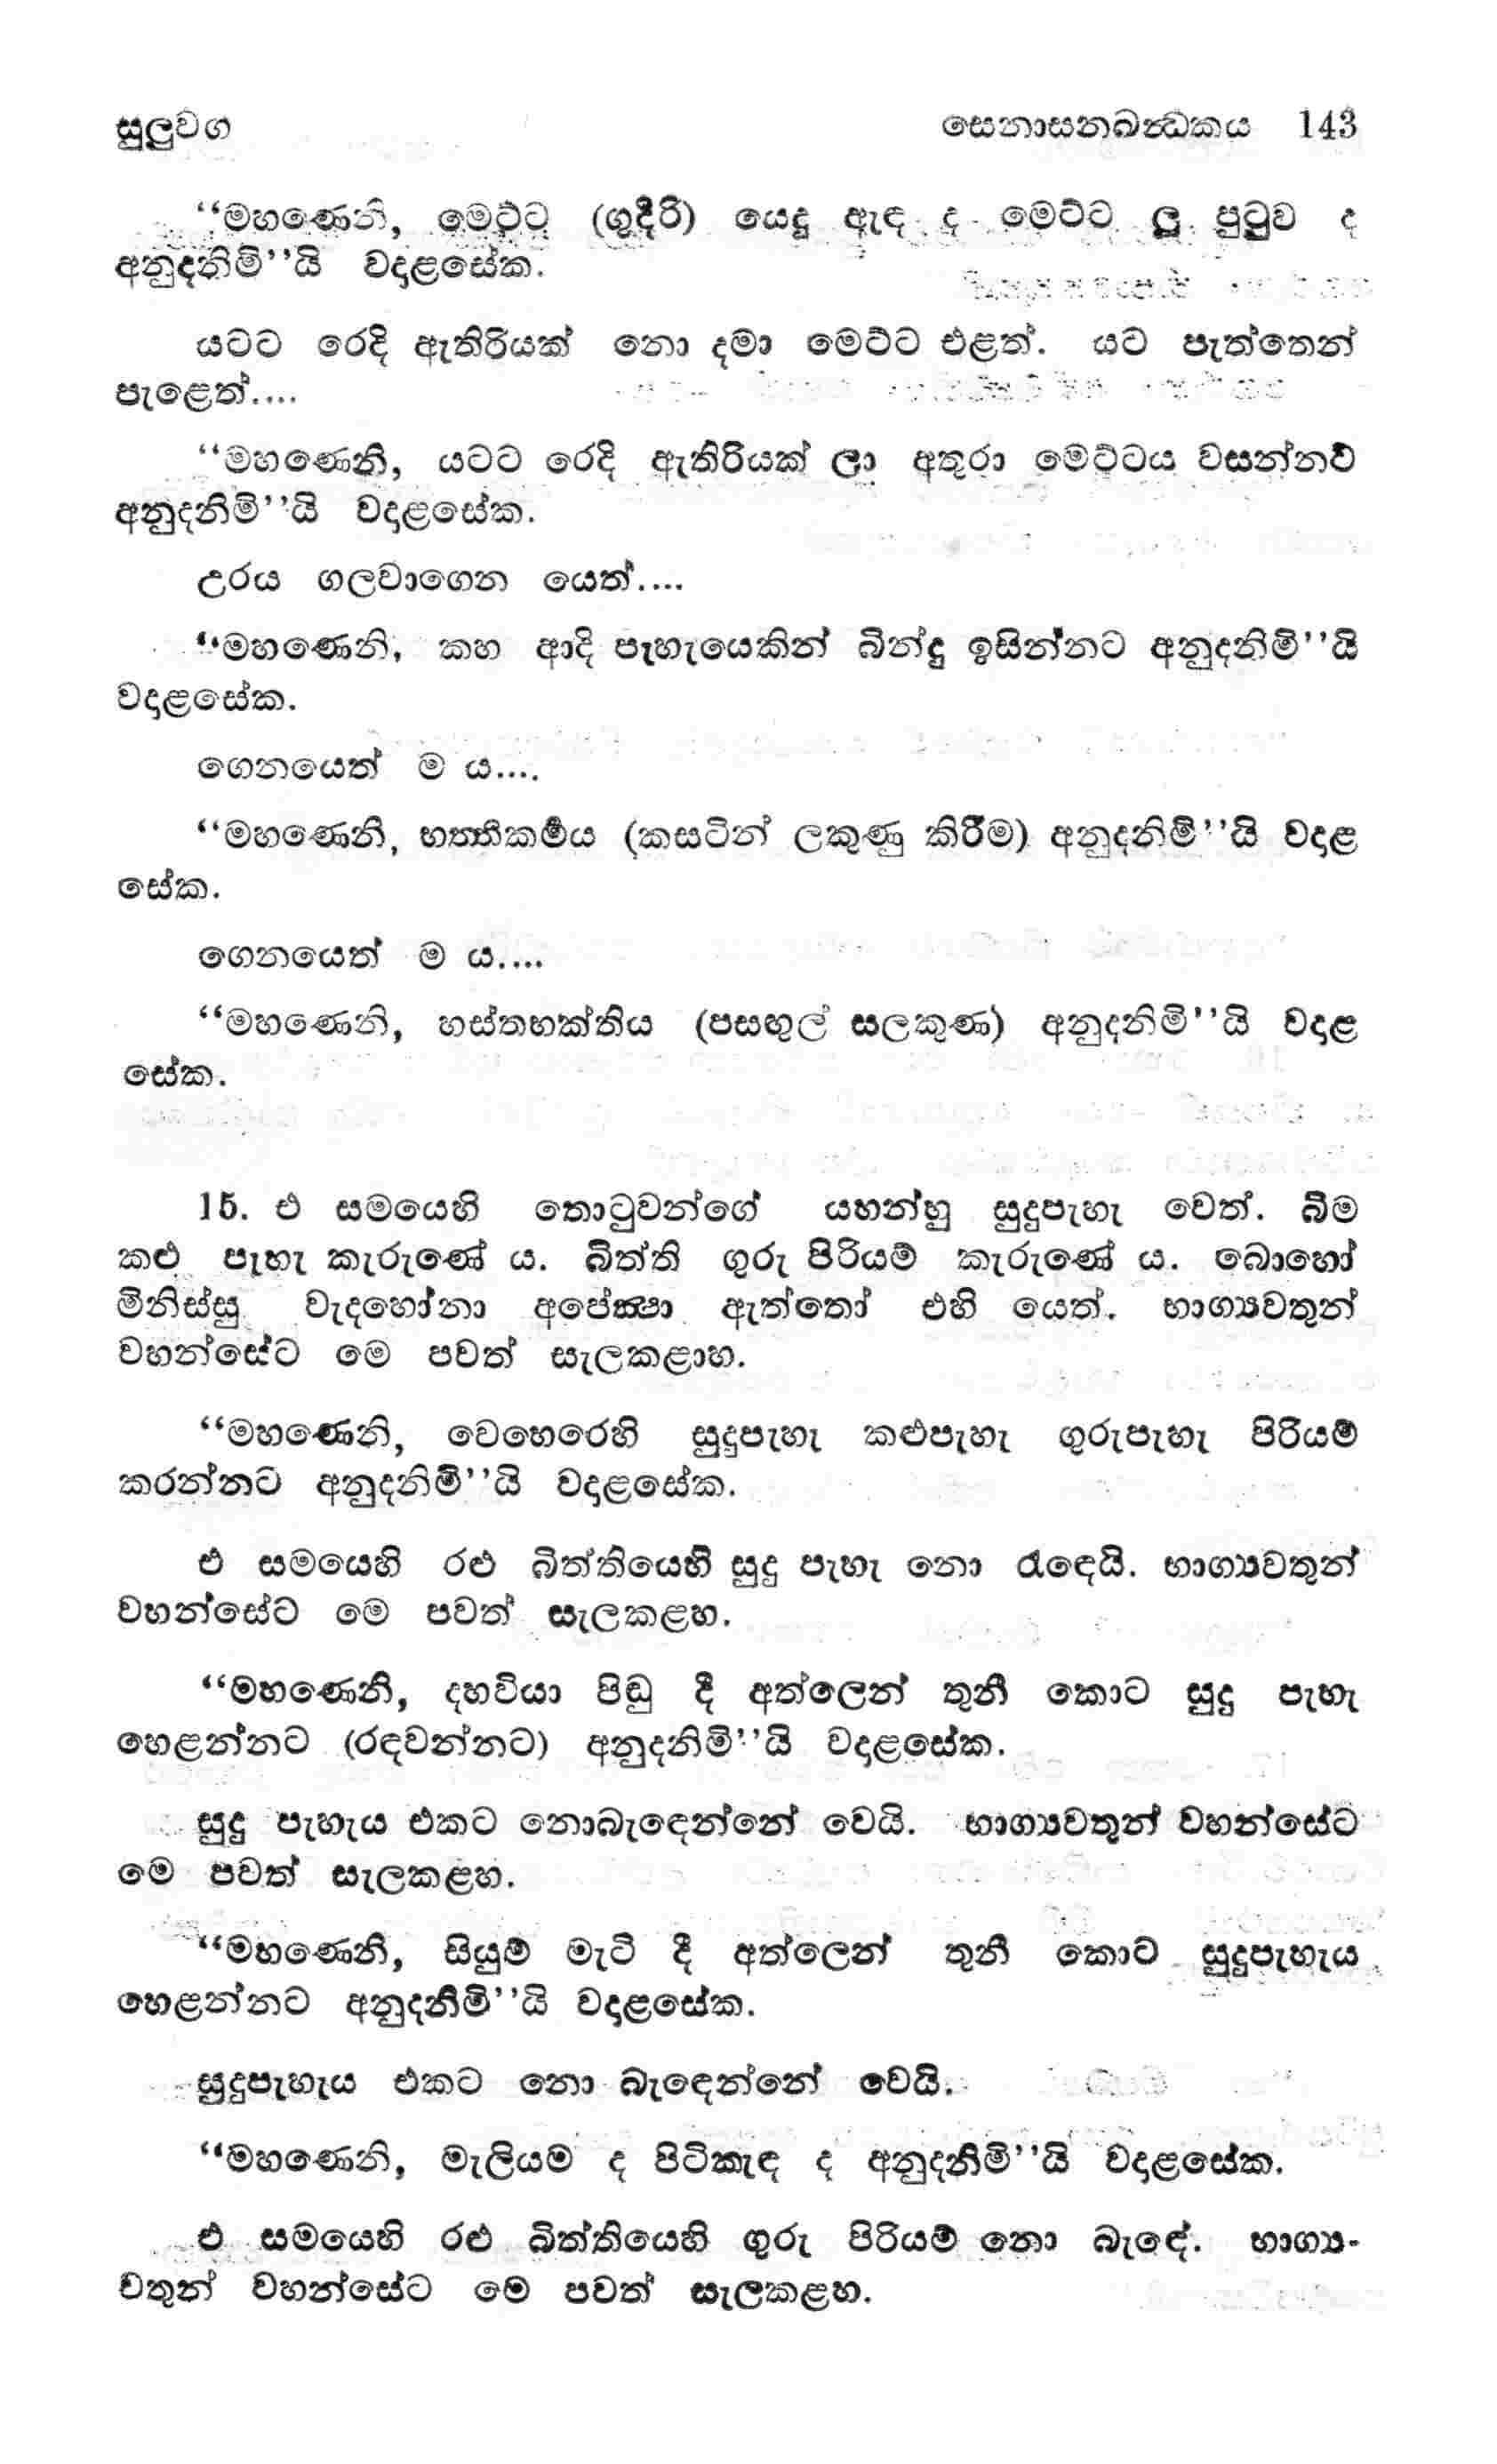 සුලුවග සෙනාසනඛන්ධකය 143
“මහණෙනි, මෙට්ට (ගුදිරි) යෙදූ ඇඳ ද මෙට්ට ලූ පුටුව ද
අනුදනිමි”යි වදාළසේක.
යටට රෙදි ඇතිරියක් නො දමා මෙට්ට එළත්. යට පැත්තෙන්
පැළෙත්....
“මහණෙනි, යටට රෙදි ඇතිරියක් ලා අතුරා මෙට්ටය වසන්නට
අනුදනිමි”යි වදාළසේක.
උරය ගලවාගෙන යෙත්....
“මහණෙනි, කහ ආදි පැහැයෙකින් බින්දු ඉසින්නට අනුදනිමි”යි
වදාළසේක.
ගෙනයෙත් ම ය....
“මහණෙනි, භත්තිකර්මය (කසටින් ලකුණු කිරීම) අනුදනිමි”යි වදාළ
සේක.
ගෙනයෙත් ම ය....
“මහණෙනි, හස්තභක්තිය (පසඟුල් සලකුණ) අනුදනිමි”යි වදාළ
සේක.
15. එ සමයෙහි තොටුවන්ගේ යහන්හු සුදුපැහැ වෙත්. බිම
කළු පැහැ කැරුණේ ය. බිත්ති ගුරු පිරියම් කැරුණේ ය. බොහෝ
මිනිස්සු වැදහෝනා අපේක්‍ෂා ඇත්තෝ එහි යෙත්. භාග්‍යවතුන්
වහන්සේට මෙ පවත් සැලකළාහ.
“මහණෙනි, වෙහෙරෙහි සුදුපැහැ කළුපැහැ ගුරුපැහැ පිරියම්
කරන්නට අනුදනිමි”යි වදාළසේක.
එ සමයෙහි රළු බිත්තියෙහි සුදු පැහැ නො රැඳෙයි. භාග්‍යවතුන්
වහන්සේට මෙ පවත් සැලකළහ.
“මහණෙනි, දහවියා පිඬු දී අත්ලෙන් තුනී කොට සුදු පැහැ
හෙළන්නට (රඳවන්නට) අනුදනිමි”යි වදාළසේක.
සුදු පැහැය එකට නොබැඳෙන්නේ වෙයි. භාග්‍යවතුන් වහන්සේට
මෙ පවත් සැලකළහ.
“මහණෙනි, සියුම් මැටි දී අත්ලෙන් තුනී කොට සුදුපැහැය
හෙළන්නට අනුදනිමි”යි වදාළසේක.
සුදුපැහැය එකට නො බැඳෙන්නේ වෙයි.
“මහණෙනි, මැලියම ද පිටිකැඳ ද අනුදනිමි”යි වදාළසේක.
එ සමයෙහි රළු බිත්තියෙහි ගුරු පිරියම් නො බැඳේ. භාග්‍ය-
වතුන් වහන්සේට මෙ පවත් සැලකළහ.